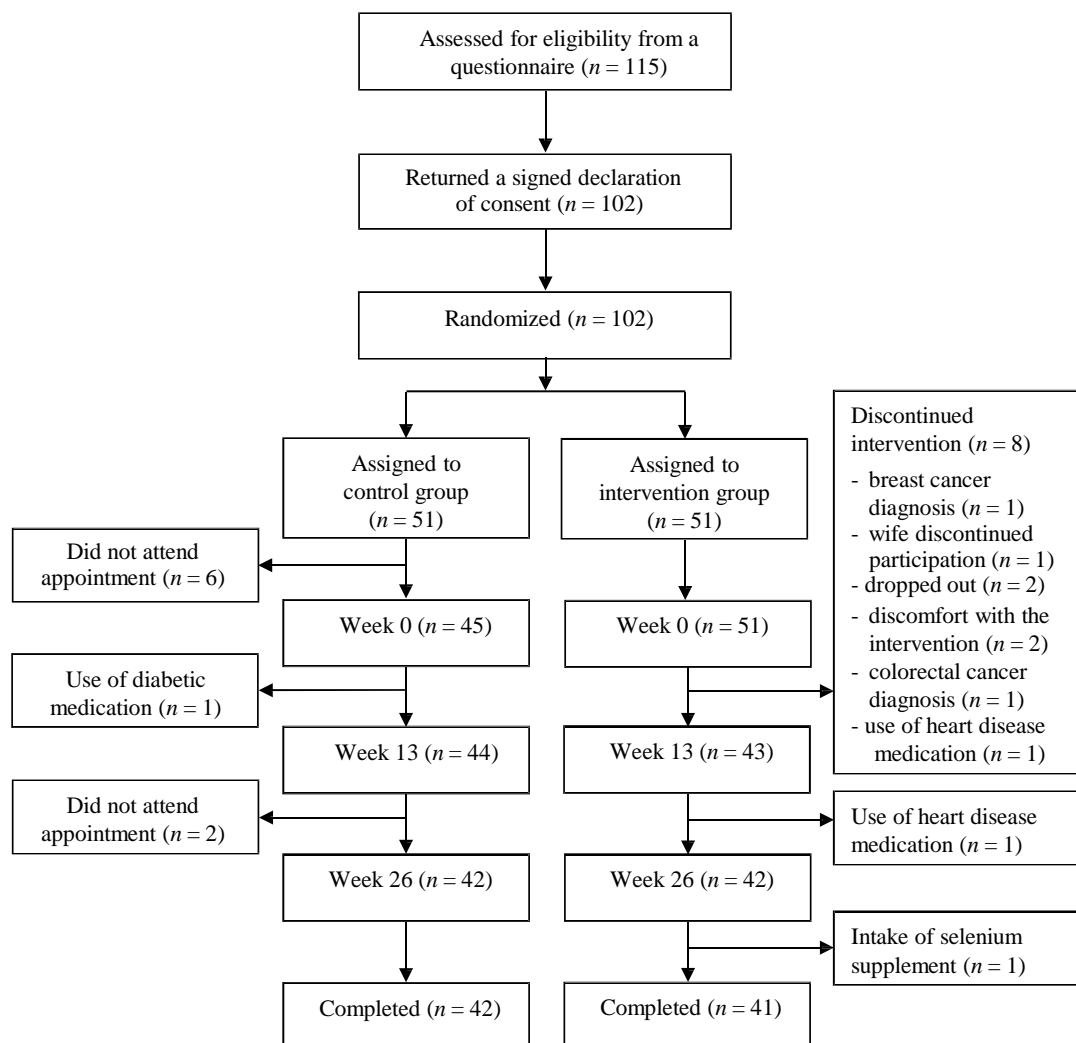 Assessed for eligibility from a
questionnaire (n = 115)
Returned a signed declaration
of consent (n = 102)
Randomized (n = 102)
Assigned to
control group
(n = 51)
Assigned to
intervention group
(n = 51)
Discontinued
intervention (n = 8)
- breast cancer
diagnosis (n = 1)
- wife discontinued
participation (n = 1)
- dropped out (n = 2)
- discomfort with the
intervention (n = 2)
- colorectal cancer
diagnosis (n = 1)
- use of heart disease
medication (n = 1)
Did not attend
appointment (n = 6)
Week 0 (n = 45)
Week 0 (n = 51)
Use of diabetic
medication (n = 1)
Week 13 (n = 44)
Week 13 (n = 43)
Did not attend
appointment (n = 2)
Use of heart disease
medication (n = 1)
Week 26 (n = 42)
Week 26 (n = 42)
Intake of selenium
supplement (n = 1)
Completed (n = 42)
Completed (n = 41)